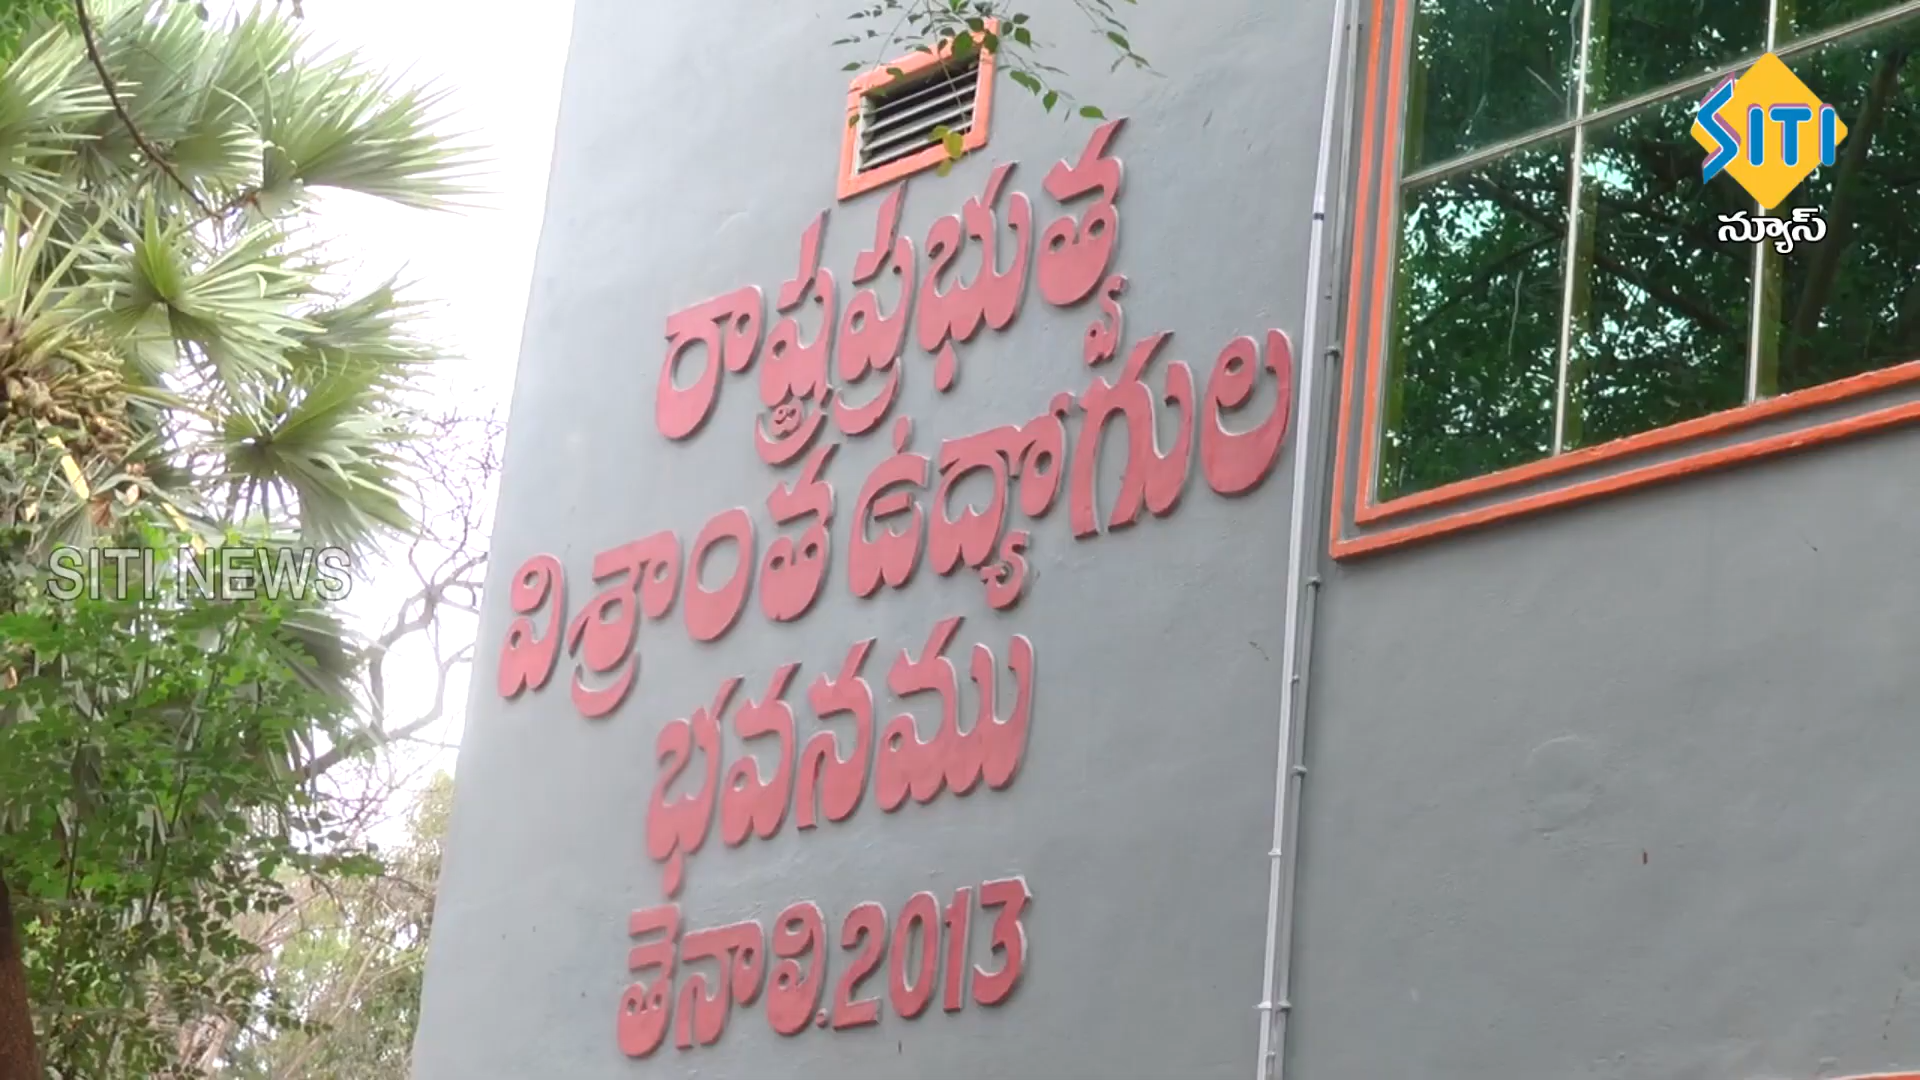 SITI
న్యూస్
రాష్ట్రప్రభుత్వ
విశ్రాంత ఉద్యోగుల
భవనము
తెనాలి.2013
SITI NEWS